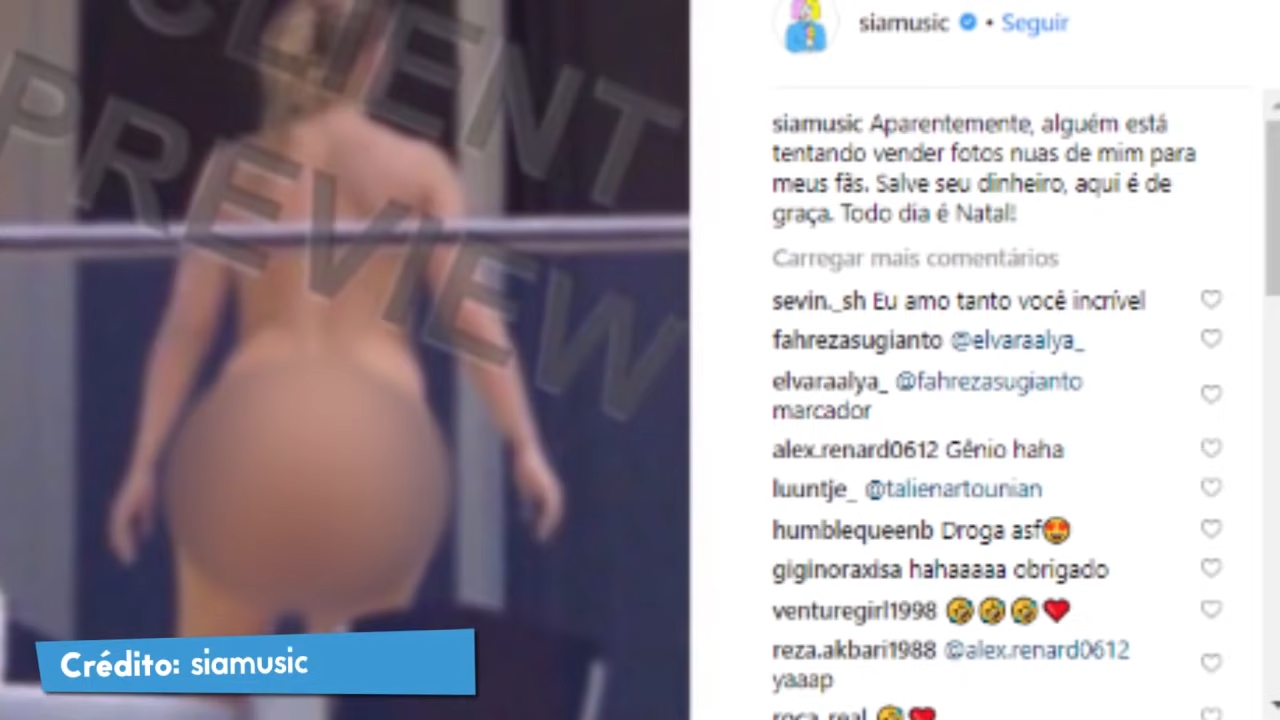 CLIENT
PREVIEW
Crédito: siamusic
siamusic • Seguir
siamusic Aparentemente, alguém está
tentando vender fotos nuas de mim para
meus fãs. Salve seu dinheiro, aqui é de
graça. Todo dia é Natal!
Carregar mais comentários
sevin._sh Eu amo tanto você incrível
fahrezasugianto @elvaraalya_
elvaraalya_ @fahrezasugianto
marcador
alex.renard0612 Gênio haha
luuntje_ @talienartounian
humblequeenb Droga asf😍
giginoraxisa hahaaaaa obrigado
venturegirl1998 🤣🤣🤣❤️
reza.akbari1988 @alex.renard0612
yaaap